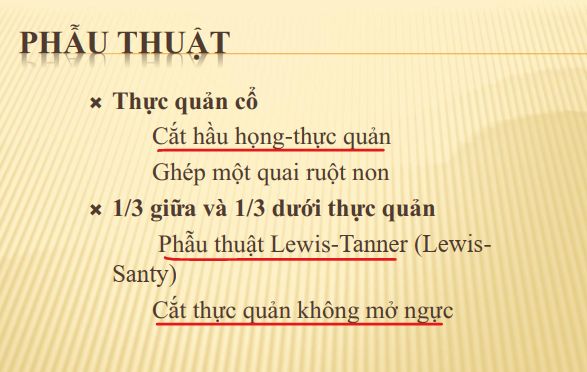 PHẪU THUẬT
Thực quản cổ
Cắt hầu họng-thực quản
Ghép một quai ruột non
1/3 giữa và 1/3 dưới thực quản
Phẫu thuật Lewis-Tanner (Lewis-
Santy)
Cắt thực quản không mở ngực